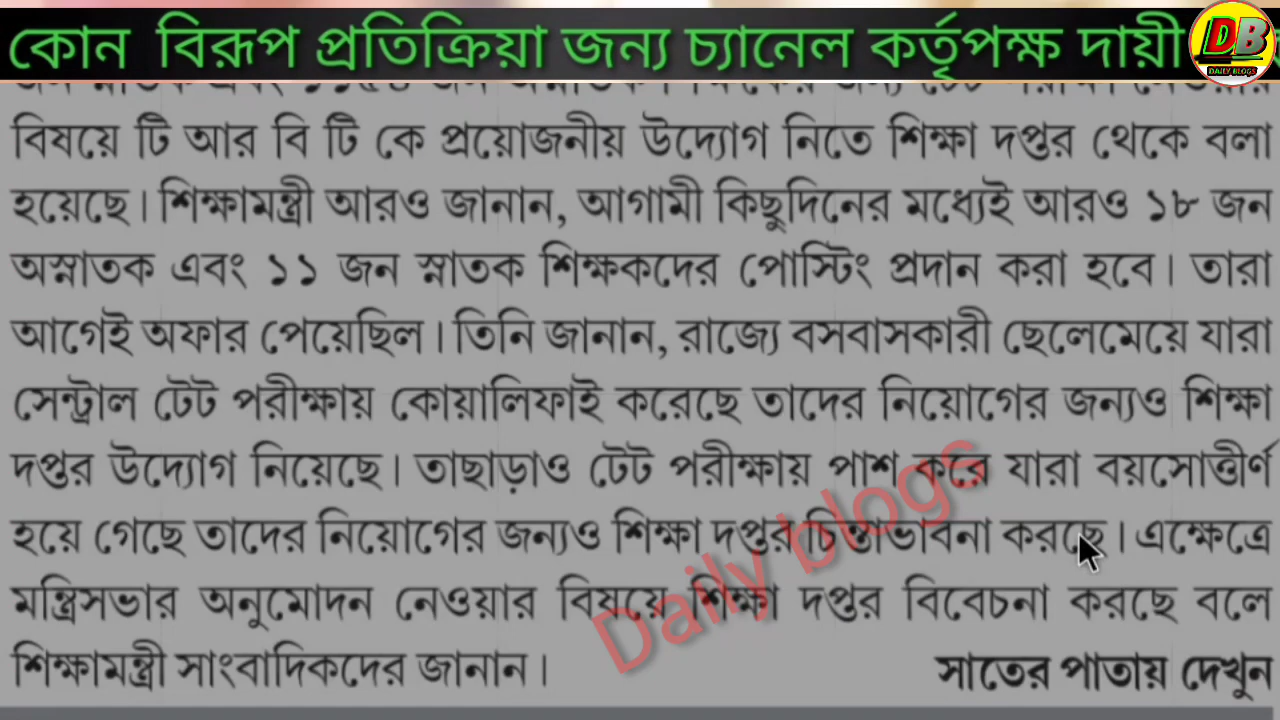 কোন বিরূপ প্রতিক্রিয়া জন্য চ্যানেল কর্তৃপক্ষ দায়ী
DB
DAILY BLOGS
বিষয়ে টি আর বি টি কে প্রয়োজনীয় উদ্যোগ নিতে শিক্ষা দপ্তর থেকে বলা
হয়েছে। শিক্ষামন্ত্রী আরও জানান, আগামী কিছুদিনের মধ্যেই আরও ১৮ জন
অস্নাতক এবং ১১ জন স্নাতক শিক্ষকদের পোস্টিং প্রদান করা হবে। তারা
আগেই অফার পেয়েছিল। তিনি জানান, রাজ্যে বসবাসকারী ছেলেমেয়ে যারা
সেন্ট্রাল টেট পরীক্ষায় কোয়ালিফাই করেছে তাদের নিয়োগের জন্যও শিক্ষা
দপ্তর উদ্যোগ নিয়েছে। তাছাড়াও টেট পরীক্ষায় পাশ করে যারা বয়সোত্তীর্ণ
হয়ে গেছে তাদের নিয়োগের জন্যও শিক্ষা দপ্তর চিন্তাভাবনা করছে। এক্ষেত্রে
মন্ত্রিসভার অনুমোদন নেওয়ার বিষয়ে শিক্ষা দপ্তর বিবেচনা করছে বলে
শিক্ষামন্ত্রী সাংবাদিকদের জানান।
সাতের পাতায় দেখুন
Daily blogs